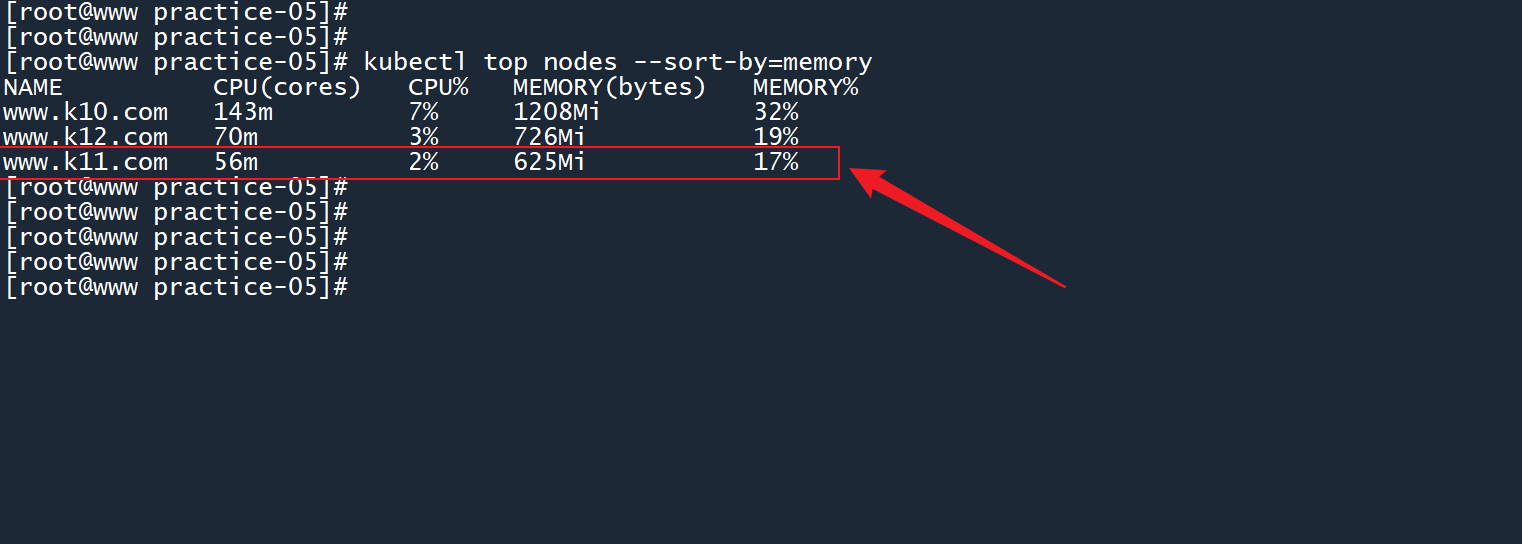 [root@www practice-05]#
[root@www practice-05]#
[root@www practice-05]# kubectl top nodes --sort-by=memory
NAME          CPU(cores)   CPU%   MEMORY(bytes)   MEMORY%
www.k10.com   143m         7%     1208Mi          32%
www.k12.com   70m          3%     726Mi           19%
www.k11.com   56m          2%     625Mi           17%
[root@www practice-05]#
[root@www practice-05]#
[root@www practice-05]#
[root@www practice-05]#
[root@www practice-05]#